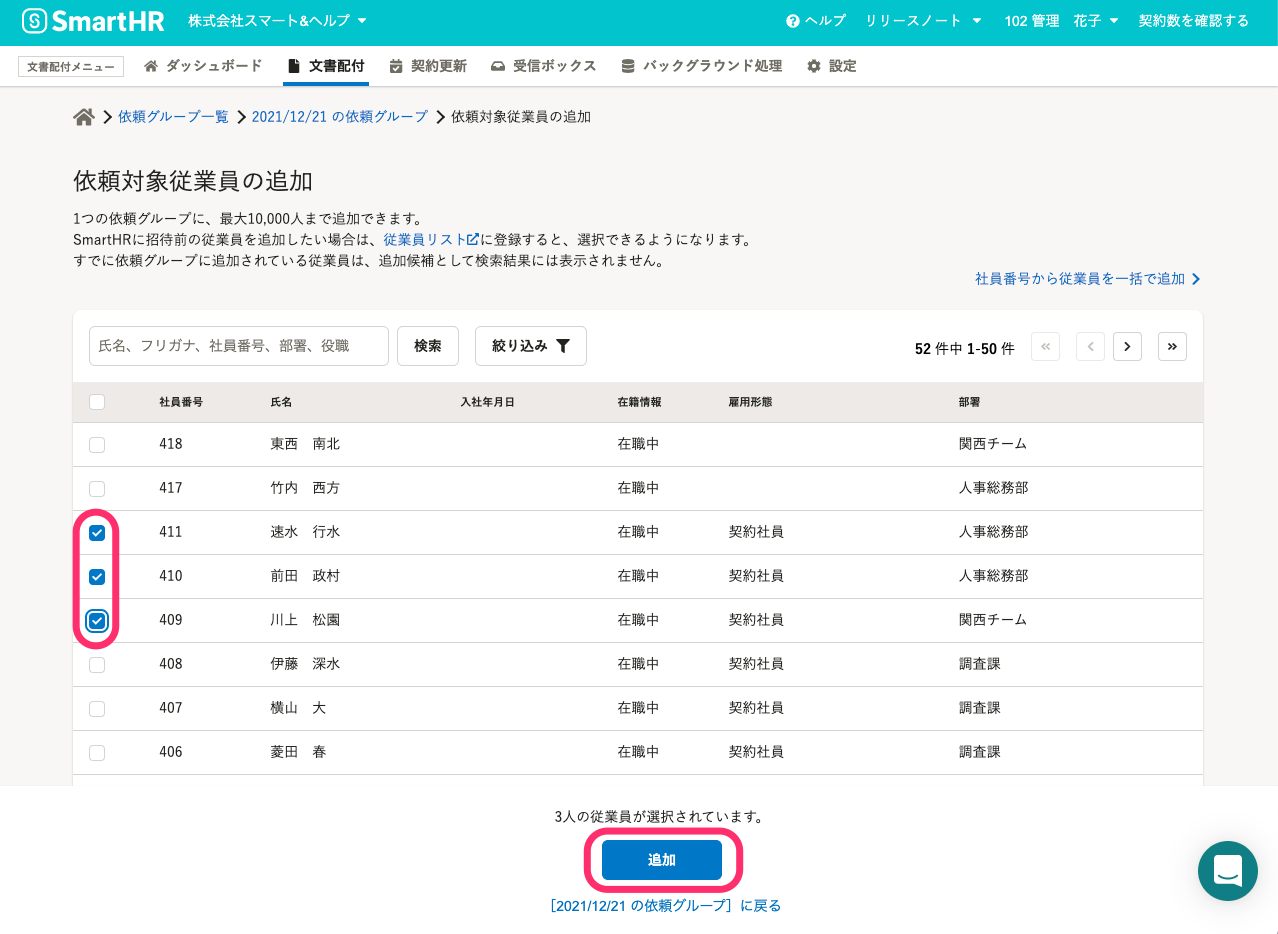 SmartHR 株式会社スマート&ヘルプ ヘルプ リリースノート 102 管理 花子 契約数を確認する
文書配付メニュー ダッシュボード 文書配付 契約更新 受信ボックス バックグラウンド処理 設定
依頼グループ一覧 2021/12/21 の依頼グループ 依頼対象従業員の追加
依頼対象従業員の追加
1つの依頼グループに、最大10,000人まで追加できます。
SmartHRに招待前の従業員を追加したい場合は、従業員リストに登録すると、選択できるようになります。
すでに依頼グループに追加されている従業員は、追加候補として検索結果には表示されません。
社員番号から従業員を一括で追加
氏名、フリガナ、社員番号、部署、役職 検索 絞り込み 52 件中 1-50 件
社員番号 氏名 入社年月日 在籍情報 雇用形態 部署
418 東西 南北 在職中 関西チーム
417 竹内 西方 在職中 人事総務部
411 速水 行水 在職中 契約社員 人事総務部
410 前田 政村 在職中 契約社員 人事総務部
409 川上 松園 在職中 契約社員 関西チーム
408 伊藤 深水 在職中 契約社員 調査課
407 横山 大 在職中 契約社員 調査課
406 菱田 春 在職中 契約社員 調査課
3人の従業員が選択されています。
追加
［2021/12/21 の依頼グループ］に戻る